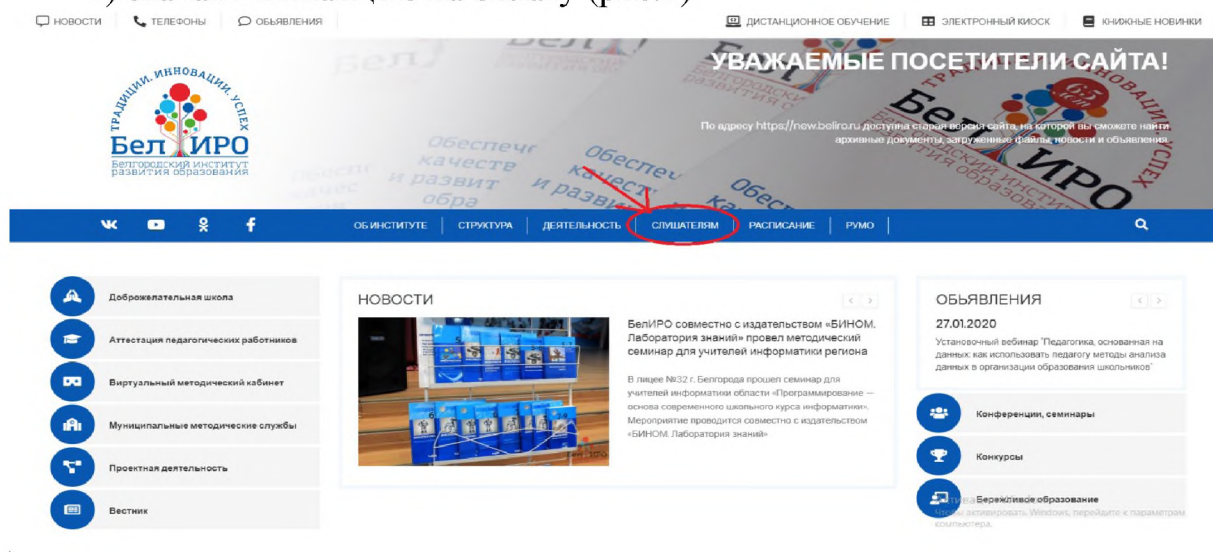 НОВОСТИ
ТЕЛЕФОНЫ
ОБЪЯВЛЕНИЯ
ДИСТАНЦИОННОЕ ОБУЧЕНИЕ
ЭЛЕКТРОННЫЙ КИОСК
КНИЖНЫЕ НОВИНКИ
ТРАДИЦИИ, ИННОВАЦИИ, УСПЕХ
БелИРО
Белгородский институт
развития образования
УВАЖАЕМЫЕ ПОСЕТИТЕЛИ САЙТА!
По адресу https://new.beliro.ru доступна старая версия сайта, на которой вы сможете найти
архивные документы, загруженные файлы, новости и объявления.
ОБ ИНСТИТУТЕ
СТРУКТУРА
ДЕЯТЕЛЬНОСТЬ
СЛУШАТЕЛЯМ
РАСПИСАНИЕ
РУМО
Доброжелательная школа
Аттестация педагогических работников
Виртуальный методический кабинет
Муниципальные методические службы
Проектная деятельность
Вестник
НОВОСТИ
БелИРО совместно с издательством «БИНОМ.
Лаборатория знаний» провел методический
семинар для учителей информатики региона
В лицее №32 г. Белгорода прошел семинар для
учителей информатики области «Программирование —
основа современного школьного курса информатики».
Мероприятие проводится совместно с издательством
«БИНОМ. Лаборатория знаний»
ОБЪЯВЛЕНИЯ
27.01.2020
Установочный вебинар "Педагогика, основанная на
данных: как использовать педагогу методы анализа
данных в организации образования школьников"
Конференции, семинары
Конкурсы
Бережливое образование
Чтобы активировать Windows, перейдите к параметрам
компьютера.